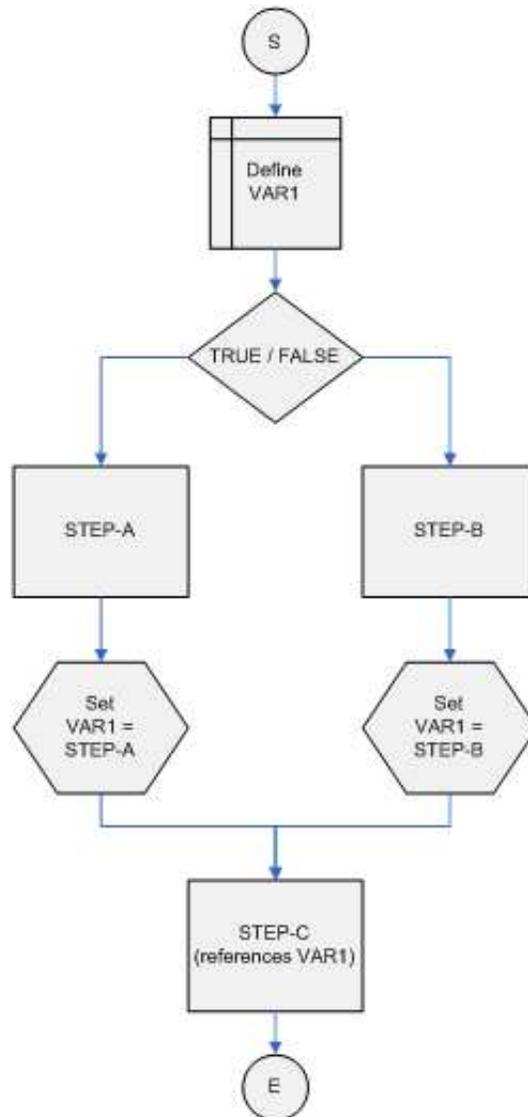 S
Define
VAR1
TRUE / FALSE
STEP-A
STEP-B
Set
VAR1 =
STEP-A
Set
VAR1 =
STEP-B
STEP-C
(references VAR1)
E